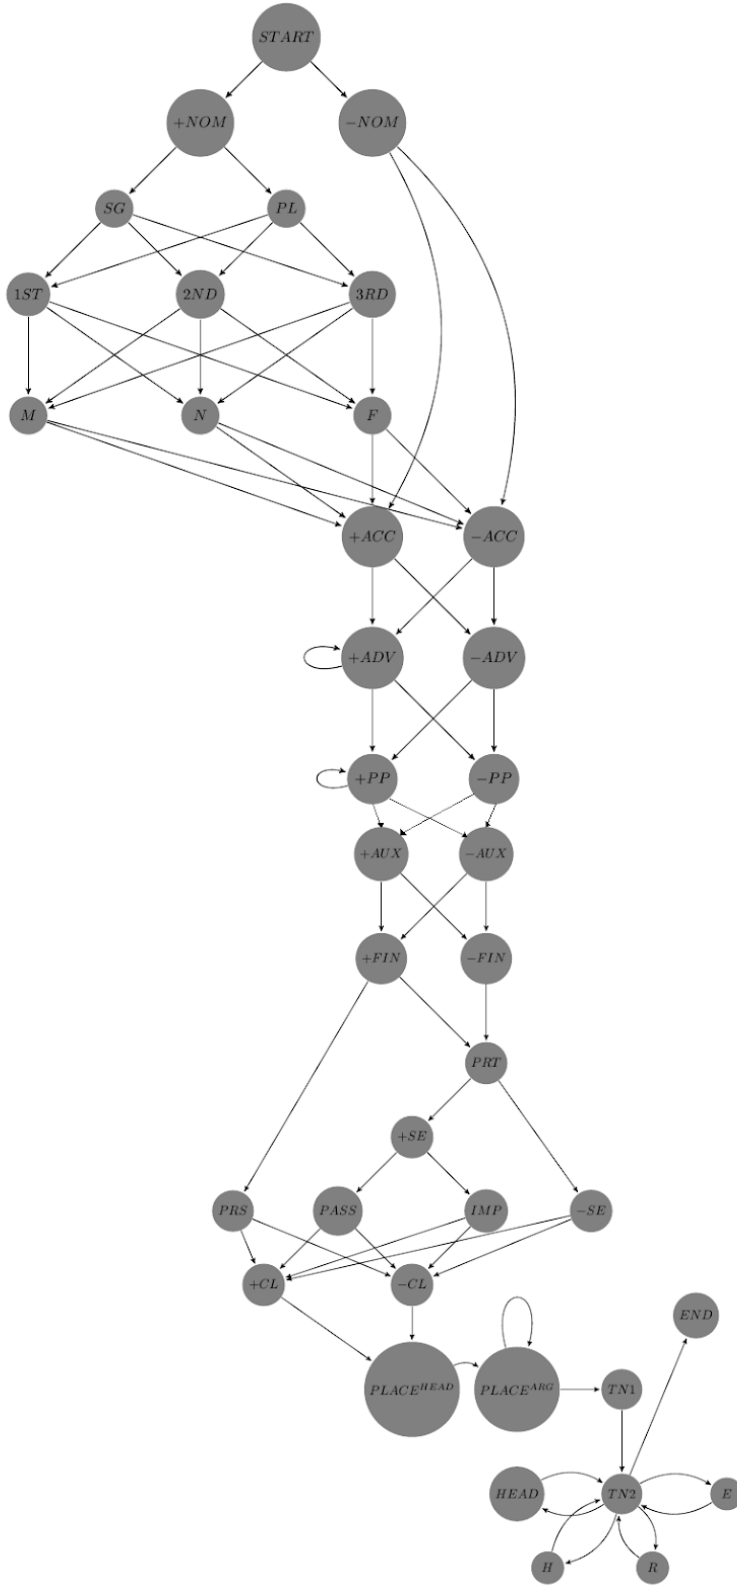 START
+NOM
−NOM
SG
PL
1ST
2ND
3RD
M
N
F
+ACC
−ACC
+ADV
−ADV
+PP
−PP
+AUX
−AUX
+FIN
−FIN
PRT
+SE
PRS
PASS
IMP
−SE
+CL
−CL
END
PLACE^HEAD
PLACE^ARG
TN1
HEAD
TN2
E
H
R